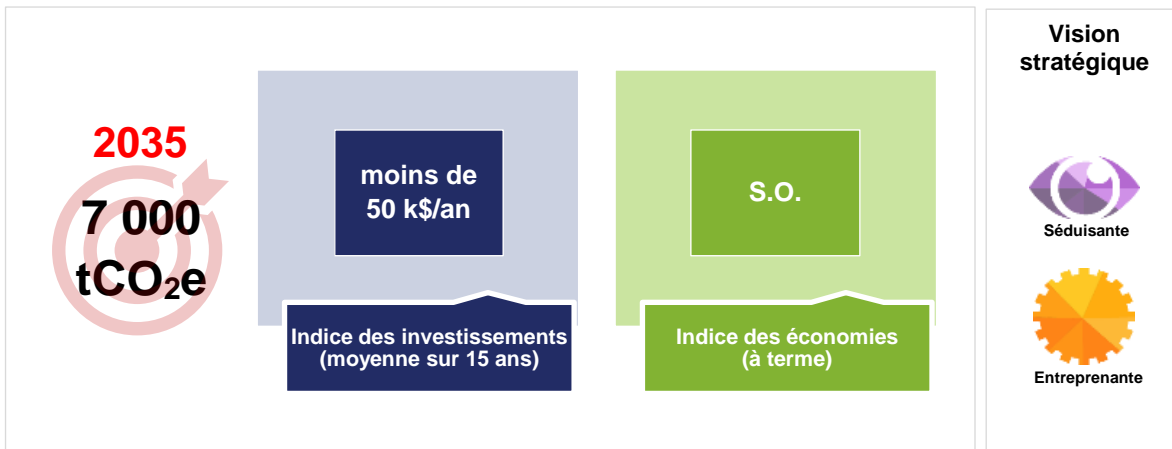 2035
7 000
tCO₂e
moins de
50 k$/an
Indice des investissements
(moyenne sur 15 ans)
S.O.
Indice des économies
(à terme)
Vision
stratégique
Séduisante
Entreprenante